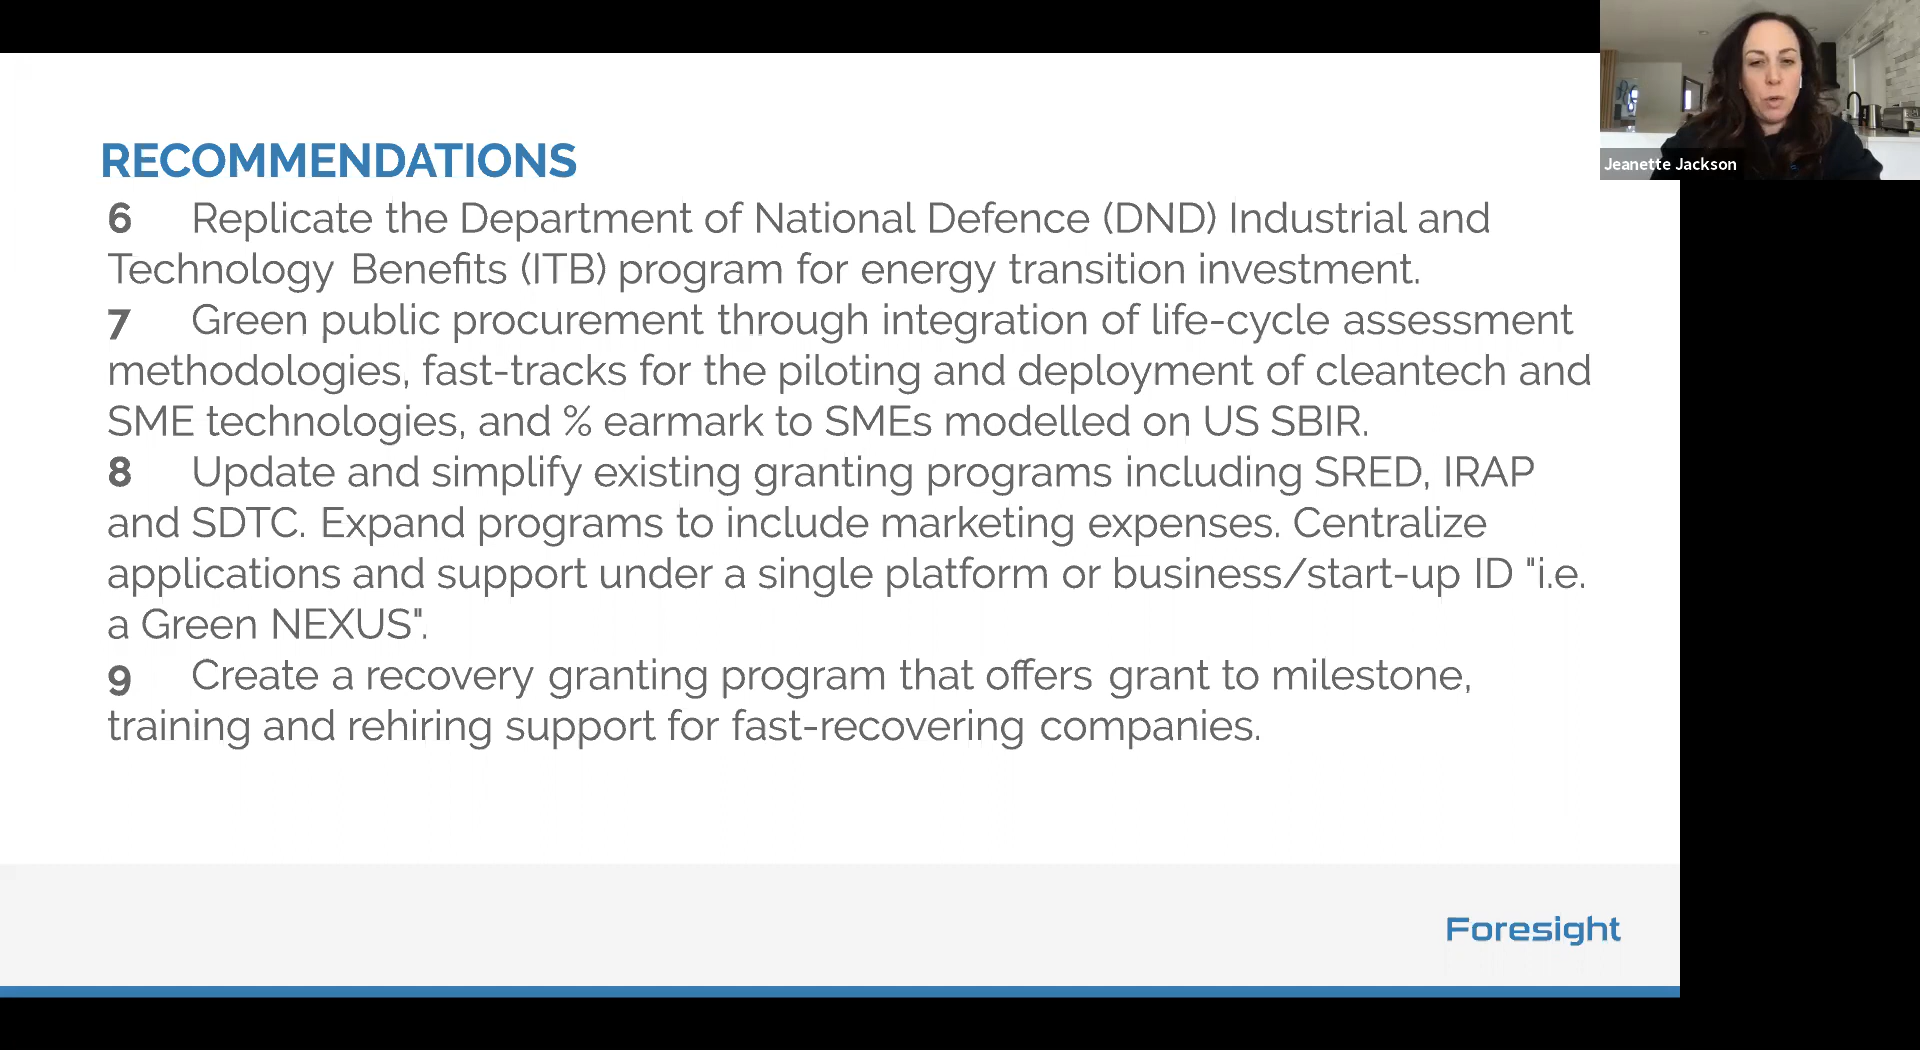 RECOMMENDATIONS
6 Replicate the Department of National Defence (DND) Industrial and
Technology Benefits (ITB) program for energy transition investment.
7 Green public procurement through integration of life-cycle assessment
methodologies, fast-tracks for the piloting and deployment of cleantech and
SME technologies, and % earmark to SMEs modelled on US SBIR.
8 Update and simplify existing granting programs including SRED, IRAP
and SDTC. Expand programs to include marketing expenses. Centralize
applications and support under a single platform or business/start-up ID "i.e.
a Green NEXUS".
9 Create a recovery granting program that offers grant to milestone,
training and rehiring support for fast-recovering companies.
Foresight
Jeanette Jackson